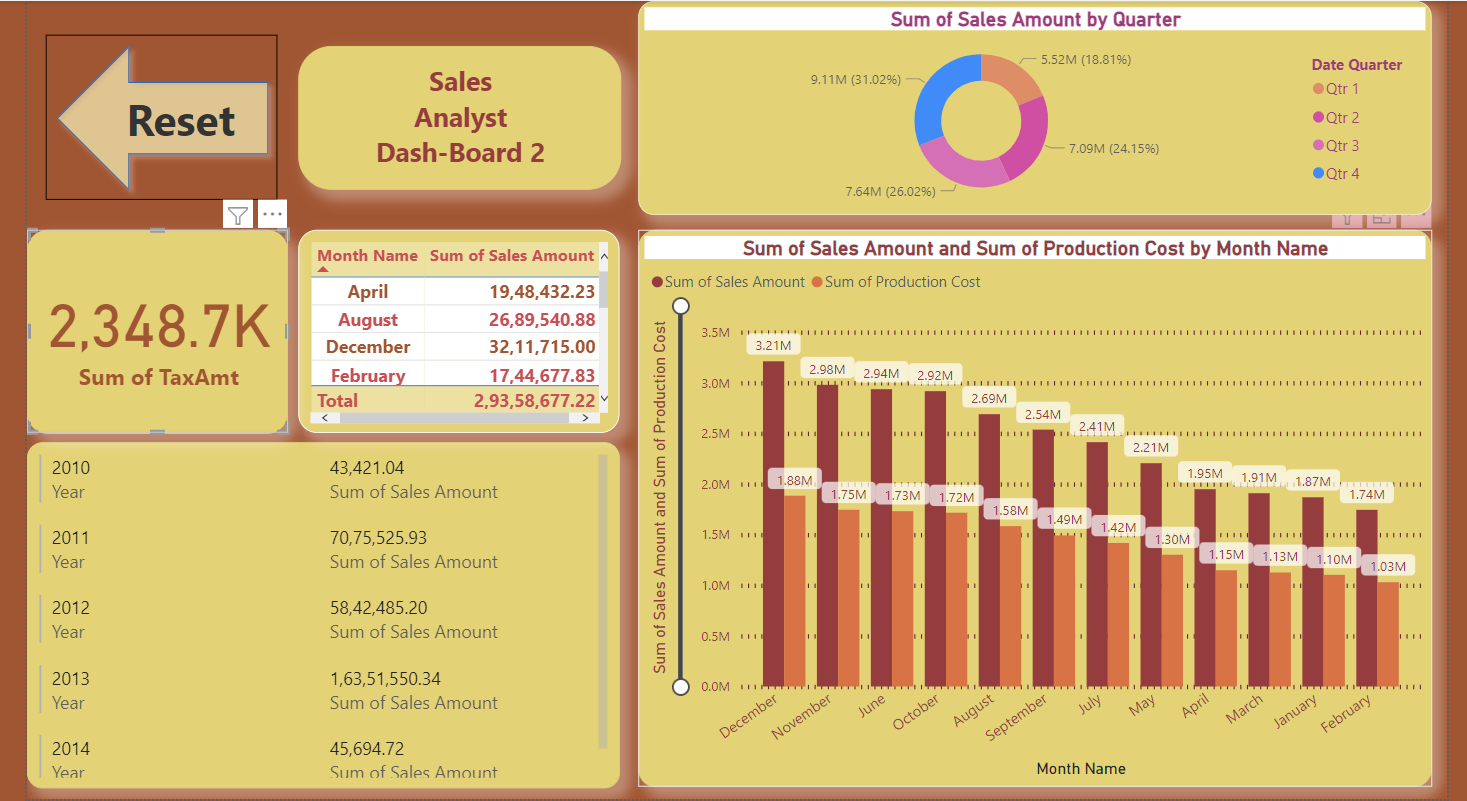 Reset
Sales
Analyst
Dash-Board 2
Sum of Sales Amount by Quarter
5.52M (18.81%)
9.11M (31.02%)
7.09M (24.15%)
7.64M (26.02%)
Date Quarter
Qtr 1
Qtr 2
Qtr 3
Qtr 4
2,348.7K
Sum of TaxAmt
Month Name Sum of Sales Amount
April 19,48,432.23
August 26,89,540.88
December 32,11,715.00
February 17,44,677.83
Total 2,93,58,677.22
2010 43,421.04
Year Sum of Sales Amount
2011 70,75,525.93
Year Sum of Sales Amount
2012 58,42,485.20
Year Sum of Sales Amount
2013 1,63,51,550.34
Year Sum of Sales Amount
2014 45,694.72
Year Sum of Sales Amount
Sum of Sales Amount and Sum of Production Cost by Month Name
Sum of Sales Amount Sum of Production Cost
Sum of Sales Amount and Sum of Production Cost
3.5M
3.0M
2.5M
2.0M
1.5M
1.0M
0.5M
0.0M
3.21M
2.98M
2.94M
2.92M
2.69M
2.54M
2.41M
2.21M
1.95M
1.91M
1.87M
1.74M
1.88M
1.75M
1.73M
1.72M
1.58M
1.49M
1.42M
1.30M
1.15M
1.13M
1.10M
1.03M
December
November
June
October
August
September
July
May
April
March
January
February
Month Name